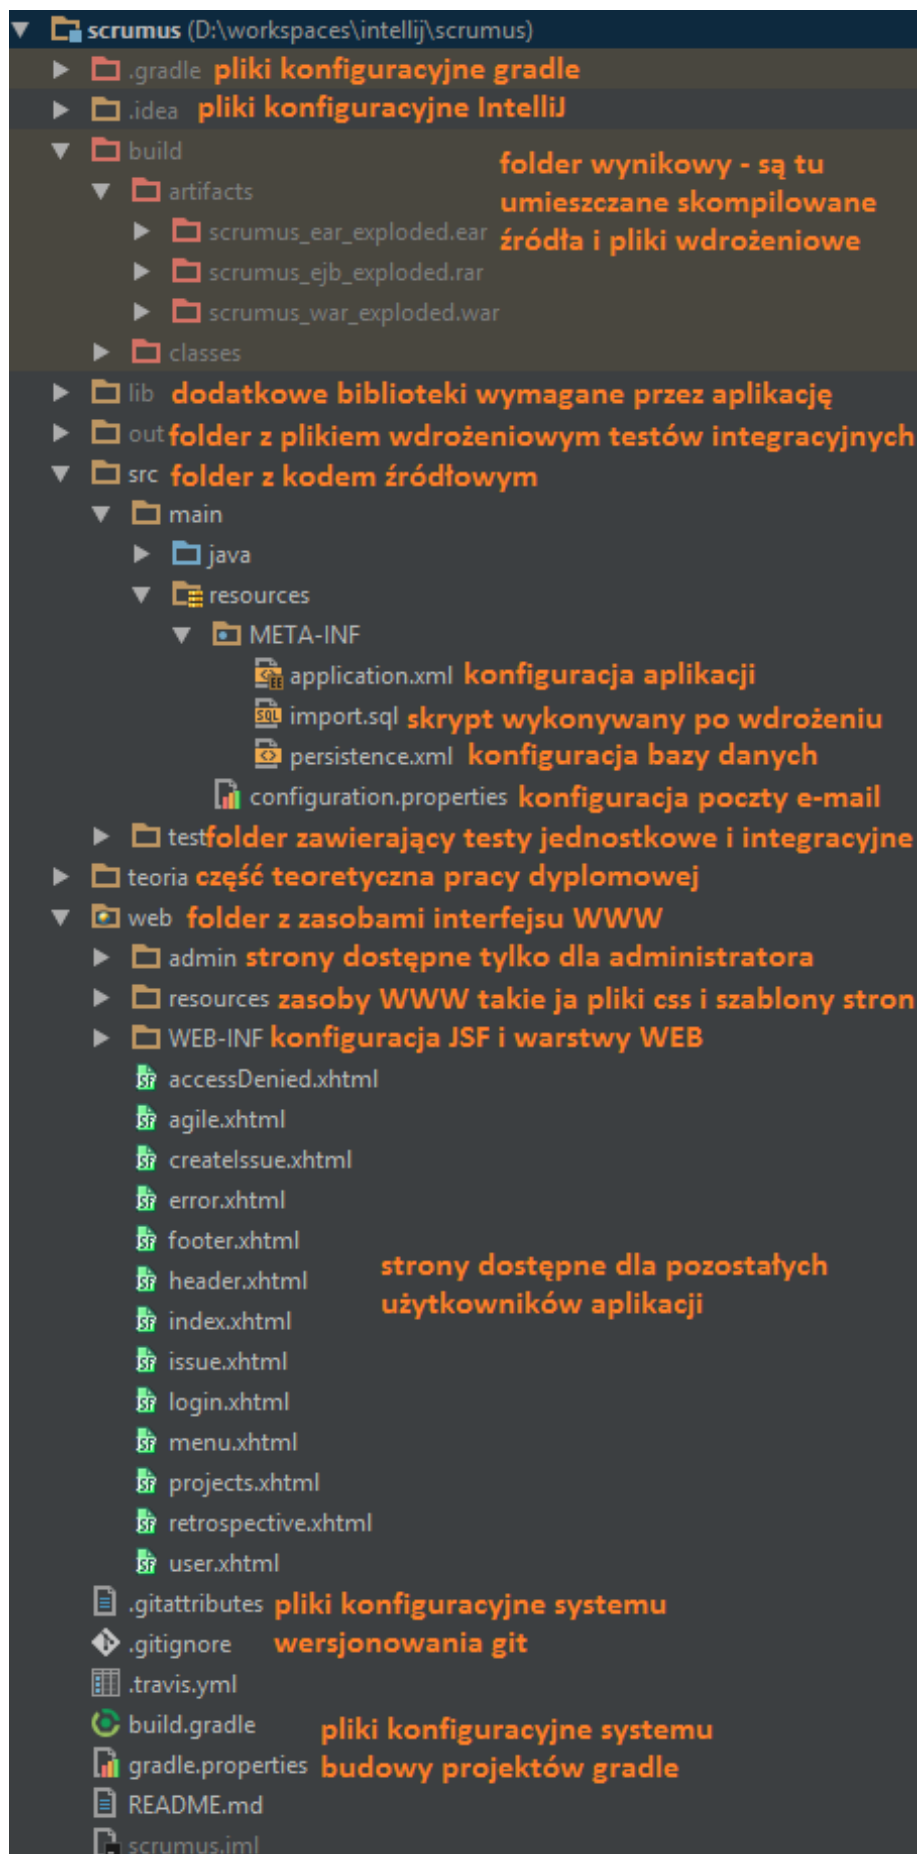 scrumus (D:\workspaces\intellij\scrumus)
.gradle pliki konfiguracyjne gradle
.idea pliki konfiguracyjne IntelliJ
build
folder wynikowy - są tu
artifacts
umieszczane skompilowane
scrumus_ear_exploded.ear
źródła i pliki wdrożeniowe
scrumus_ejb_exploded.rar
scrumus_war_exploded.war
classes
lib dodatkowe biblioteki wymagane przez aplikację
out folder z plikiem wdrożeniowym testów integracyjnych
src folder z kodem źródłowym
main
java
resources
META-INF
application.xml konfiguracja aplikacji
import.sql skrypt wykonywany po wdrożeniu
persistence.xml konfiguracja bazy danych
configuration.properties konfiguracja poczty e-mail
test folder zawierający testy jednostkowe i integracyjne
teoria część teoretyczna pracy dyplomowej
web folder z zasobami interfejsu WWW
admin strony dostępne tylko dla administratora
resources zasoby WWW takie ja pliki css i szablony stron
WEB-INF konfiguracja JSF i warstwy WEB
accessDenied.xhtml
agile.xhtml
createIssue.xhtml
error.xhtml
footer.xhtml
strony dostępne dla pozostałych
header.xhtml
użytkowników aplikacji
index.xhtml
issue.xhtml
login.xhtml
menu.xhtml
projects.xhtml
retrospective.xhtml
user.xhtml
.gitattributes pliki konfiguracyjne systemu
.gitignore wersjonowania git
.travis.yml
build.gradle pliki konfiguracyjne systemu
gradle.properties budowy projektów gradle
README.md
scrumus.iml